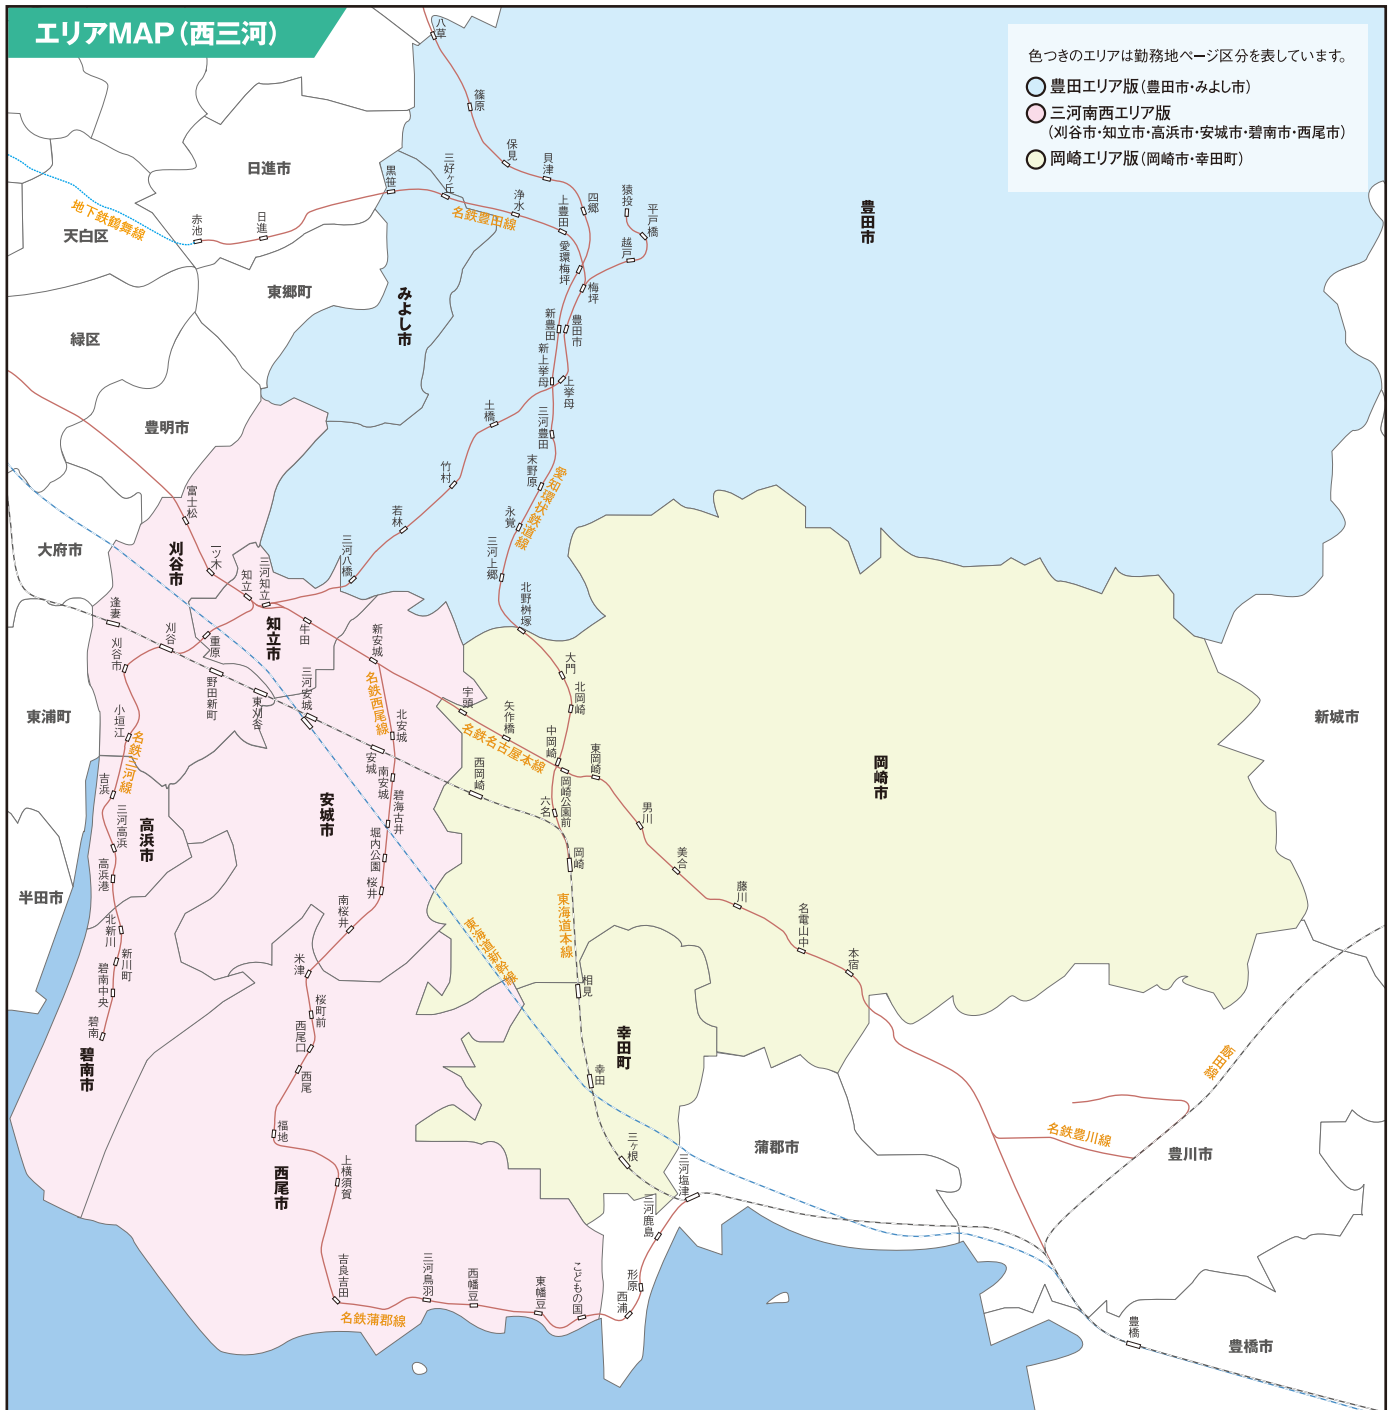 エリアMAP（西三河）
色つきのエリアは勤務地ページ区分を表しています。
豊田エリア版（豊田市・みよし市）
三河南西エリア版
（刈谷市・知立市・高浜市・安城市・碧南市・西尾市）
岡崎エリア版（岡崎市・幸田町）
八草
篠原
保見
貝津
四郷
猿投
平戸橋
越戸
三好ヶ丘
黒笹
浄水
上豊田
愛環梅坪
梅坪
名鉄豊田線
日進市
地下鉄鶴舞線
天白区
赤池
日進
東郷町
みよし市
豊田市
緑区
新豊田
豊田市
新上挙母
上挙母
三河豊田
土橋
豊明市
竹村
末野原
愛知環状鉄道線
永覚
若林
三河上郷
三河八橋
富士松
大府市
刈谷市
一ツ木
知立
三河知立
北野桝塚
逢妻
刈谷
重原
知立市
牛田
新安城
刈谷市
野田新町
東刈谷
三河安城
名鉄西尾線
宇頭
大門
北岡崎
東浦町
小垣江
名鉄三河線
北安城
安城
南安城
矢作橋
名鉄名古屋本線
中岡崎
東岡崎
岡崎公園前
新城市
岡崎市
吉浜
三河高浜
高浜市
安城市
碧海古井
堀内公園
西岡崎
六名
男川
岡崎
美合
高浜港
桜井
南桜井
藤川
名電山中
本宿
半田市
北新川
新川町
碧南中央
碧南
碧南市
米津
桜町前
西尾口
西尾
東海道新幹線
東海道本線
相見
幸田町
幸田
飯田線
福地
西尾市
上横須賀
三ヶ根
三河塩津
蒲郡市
名鉄豊川線
豊川市
三河鹿島
吉良吉田
三河鳥羽
西幡豆
東幡豆
こどもの国
形原
西浦
名鉄蒲郡線
豊橋
豊橋市